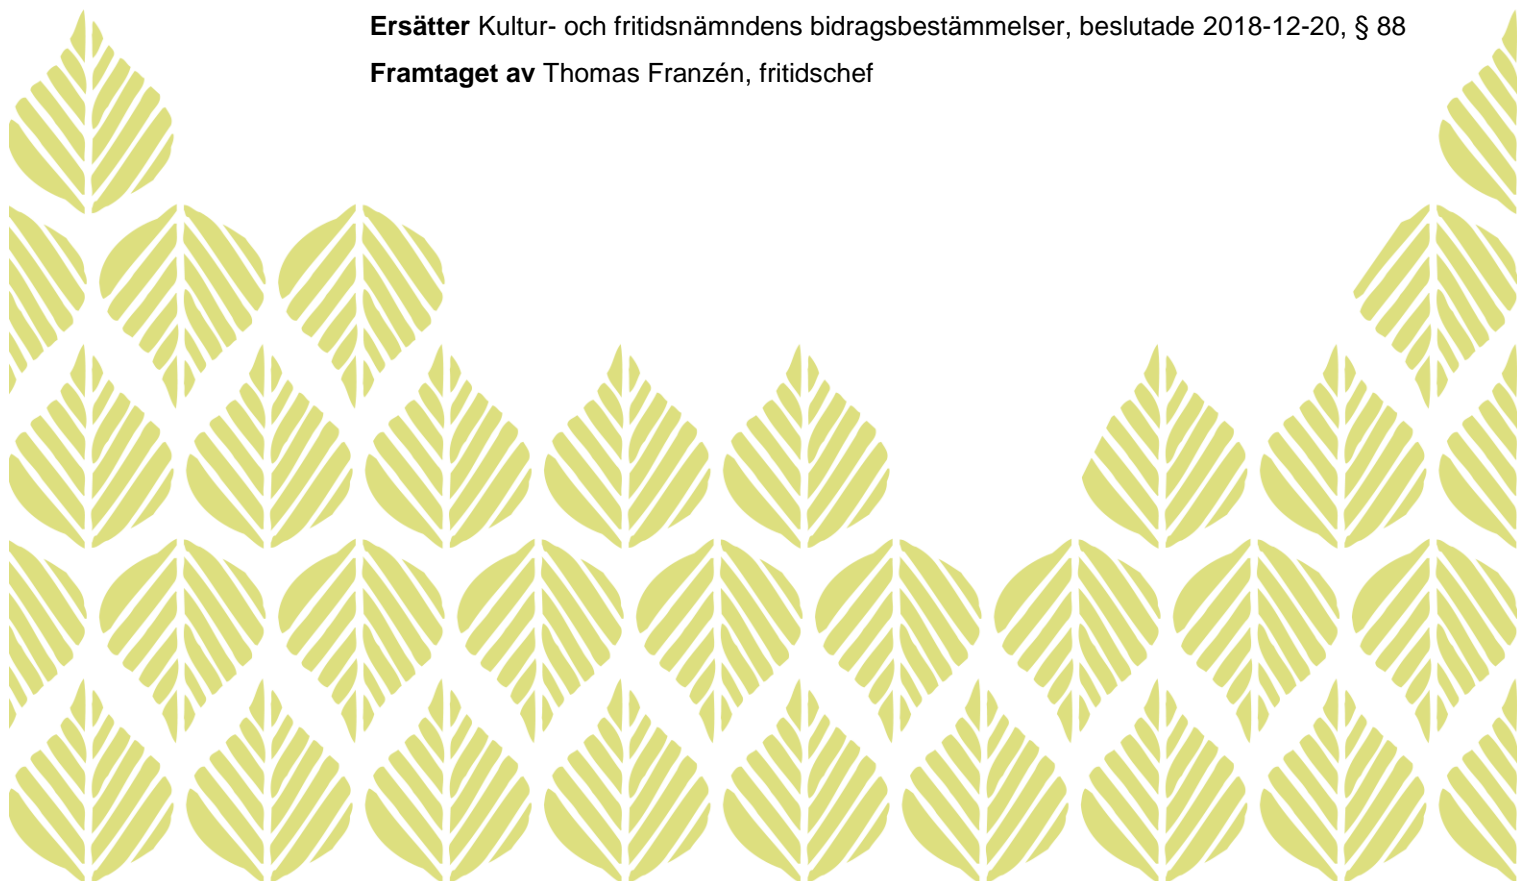 Ersätter Kultur- och fritidsnämndens bidragsbestämmelser, beslutade 2018-12-20, § 88
Framtaget av Thomas Franzén, fritidschef